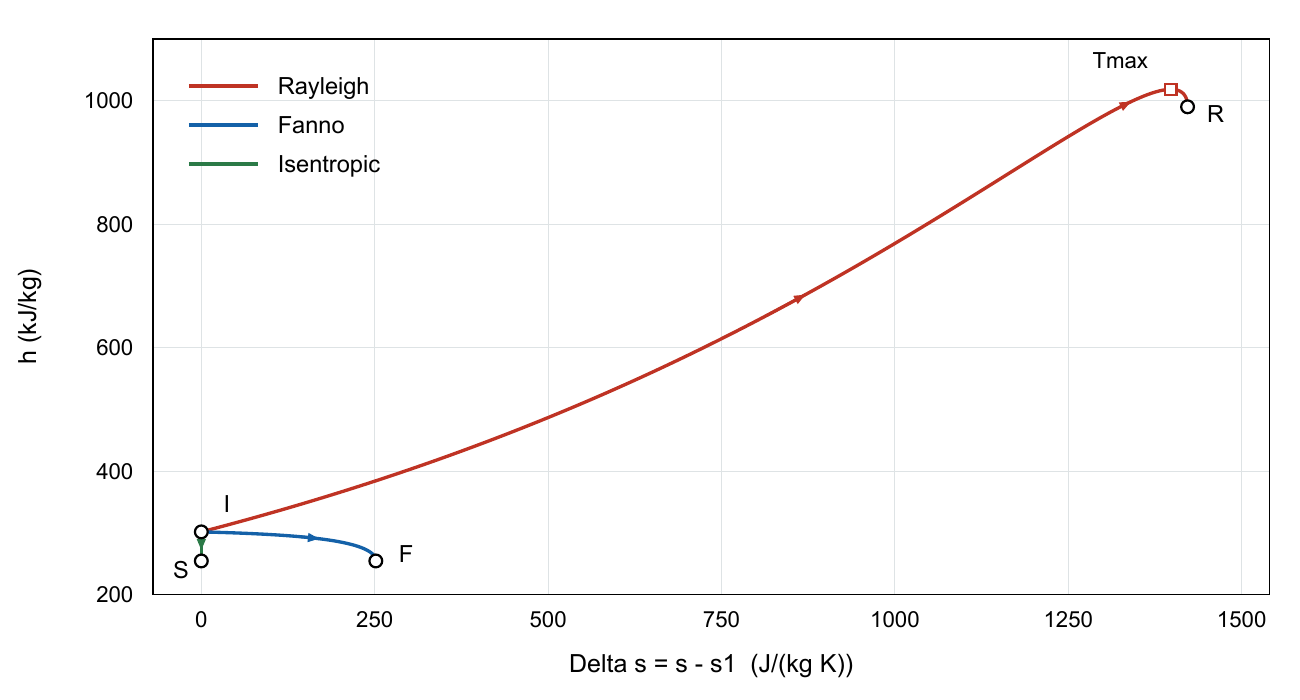 Tmax
Rayleigh
Fanno
Isentropic
R
I
S
F
h (kJ/kg)
1000
800
600
400
200
0 250 500 750 1000 1250 1500
Delta s = s - s1 (J/(kg K))